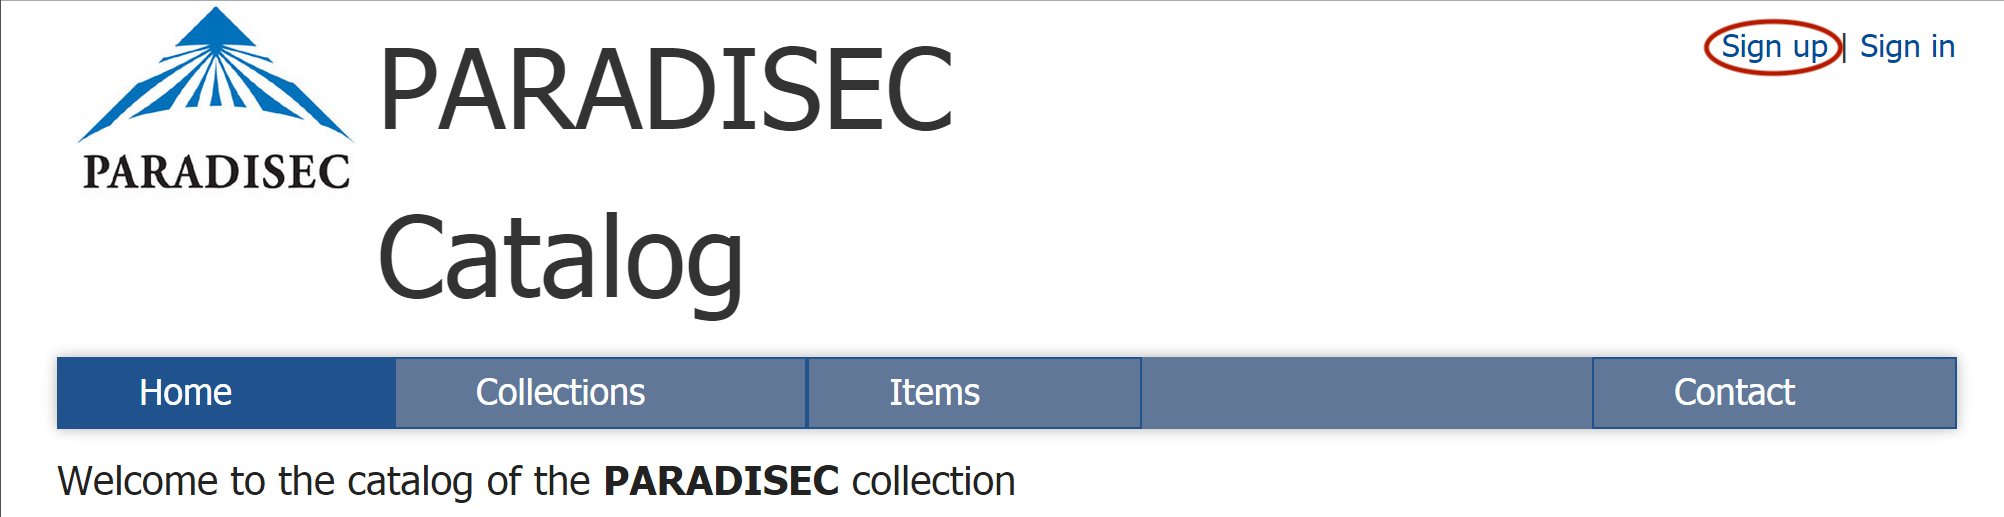 PARADISEC
PARADISEC
Catalog
Sign up | Sign in
Home Collections Items Contact
Welcome to the catalog of the PARADISEC collection